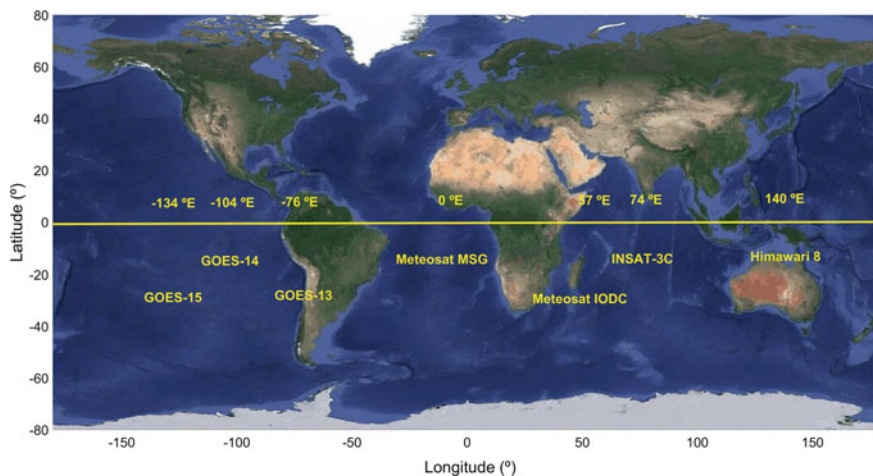 80
60
40
20
0
-20
-40
-60
-80
Latitude (º)
-134 ºE -104 ºE -76 ºE 0 ºE 57 ºE 74 ºE 140 ºE
GOES-14 Meteosat MSG INSAT-3C Himawari 8
GOES-15 GOES-13 Meteosat IODC
-150 -100 -50 0 50 100 150
Longitude (º)